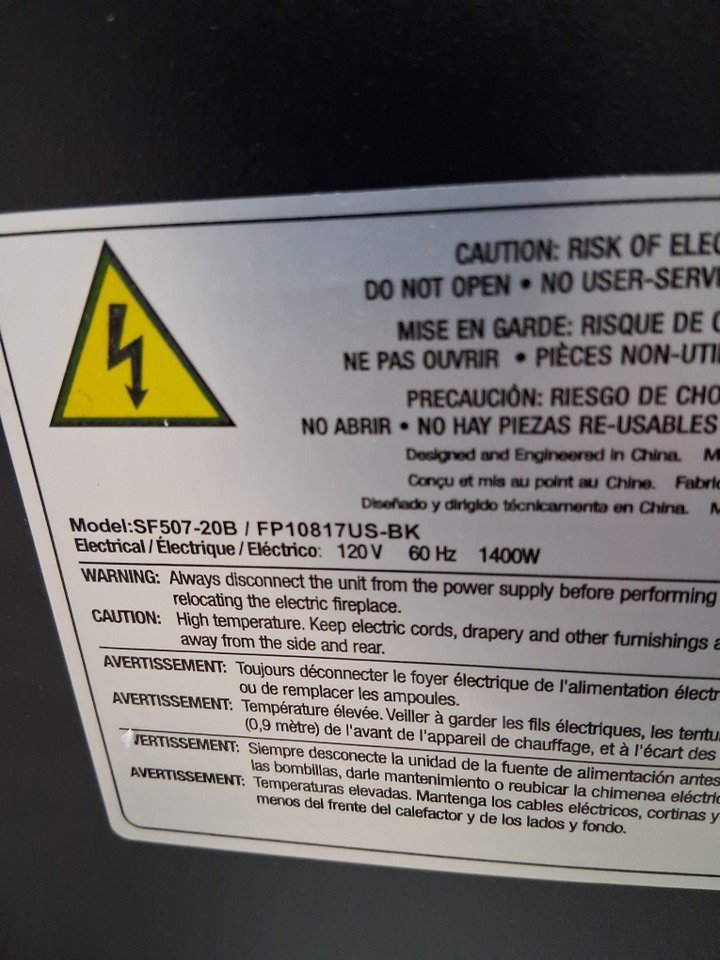 CAUTION: RISK OF ELEC
DO NOT OPEN • NO USER-SERVI
MISE EN GARDE: RISQUE DE C
NE PAS OUVRIR • PIÈCES NON-UTI
PRECAUCIÓN: RIESGO DE CHO
NO ABRIR • NO HAY PIEZAS RE-USABLES
Designed and Engineered in China. M
Conçu et mis au point au Chine. Fabric
Diseñado y dirigido técnicamenta en China. M
Model:SF507-20B / FP10817US-BK
Electrical / Électrique / Eléctrico: 120 V 60 Hz 1400W
WARNING: Always disconnect the unit from the power supply before performing
relocating the electric fireplace.
CAUTION: High temperature. Keep electric cords, drapery and other furnishings a
away from the side and rear.
AVERTISSEMENT: Toujours déconnecter le foyer électrique de l'alimentation électr
ou de remplacer les ampoules.
AVERTISSEMENT: Température élevée. Veiller à garder les fils électriques, les tentu
(0,9 mètre) de l'avant de l'appareil de chauffage, et à l'écart des
VERTISSEMENT: Siempre desconecte la unidad de la fuente de alimentación antes
las bombillas, darle mantenimiento o reubicar la chimenea eléctri
AVERTISSEMENT: Temperaturas elevadas. Mantenga los cables eléctricos, cortinas y
menos del frente del calefactor y de los lados y fondo.